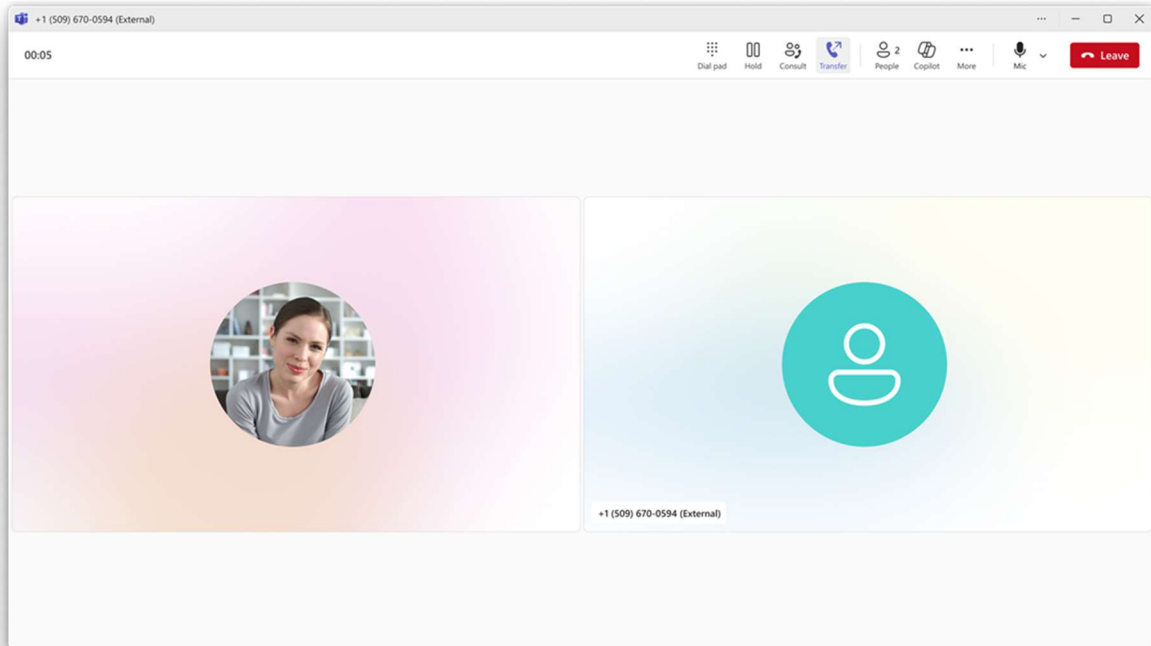 +1 (509) 670-0594 (External)
00:05
Dial pad
Hold
Consult
Transfer
2
People
Copilot
More
Mic
Leave
+1 (509) 670-0594 (External)